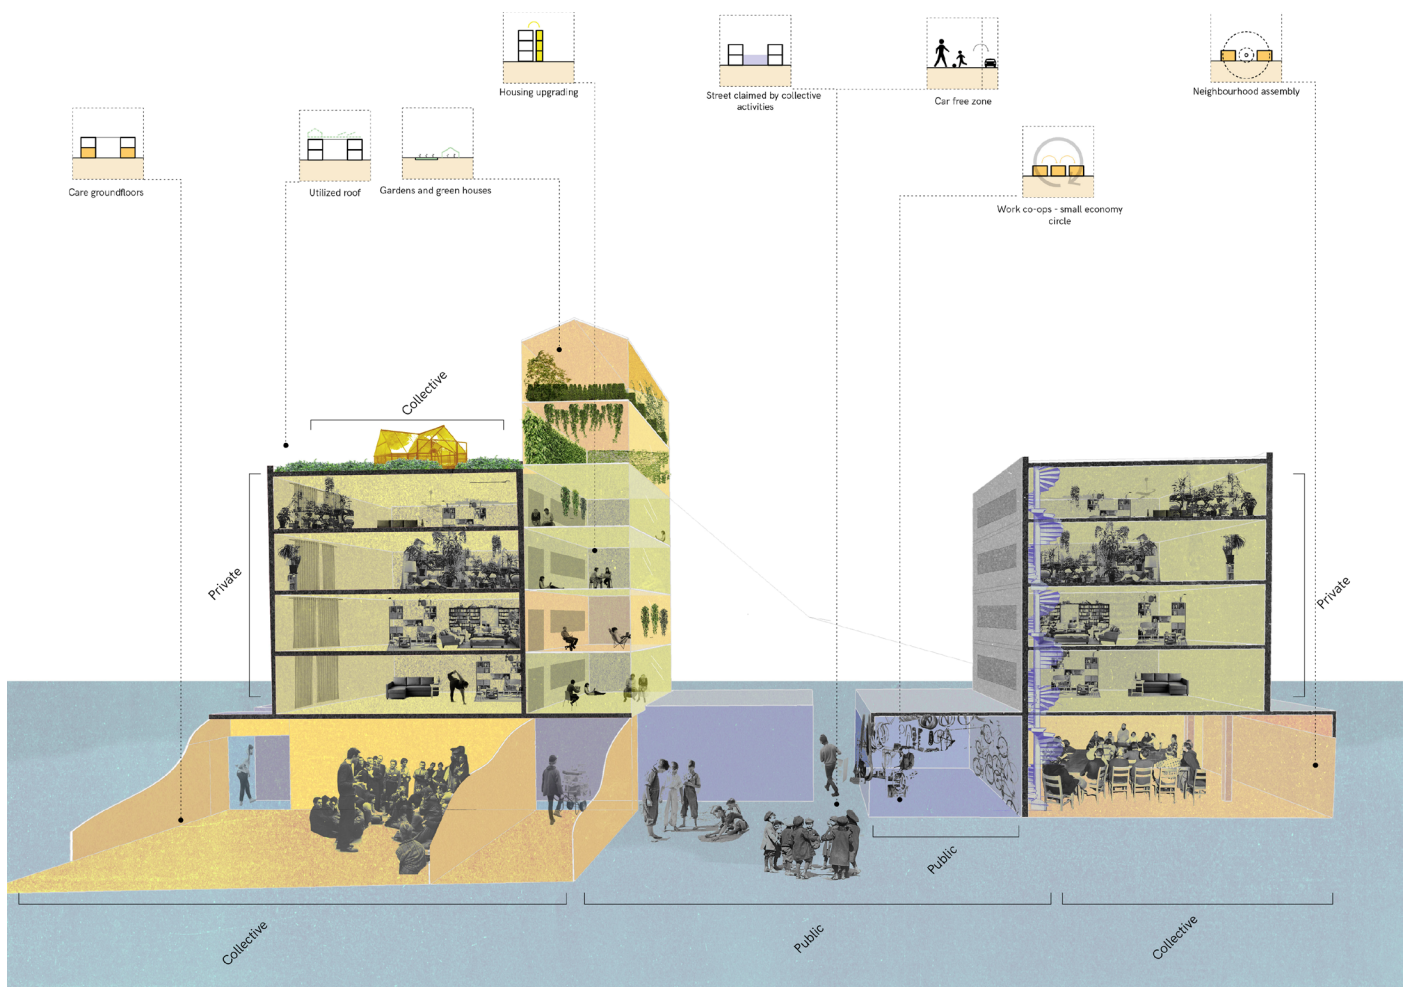 Housing upgrading
Street claimed by collective
activities
Car free zone
Neighbourhood assembly
Care groundfloors
Utilized roof
Gardens and green houses
Work co-ops - small economy
circle
Collective
Private
Private
Public
Collective
Public
Collective